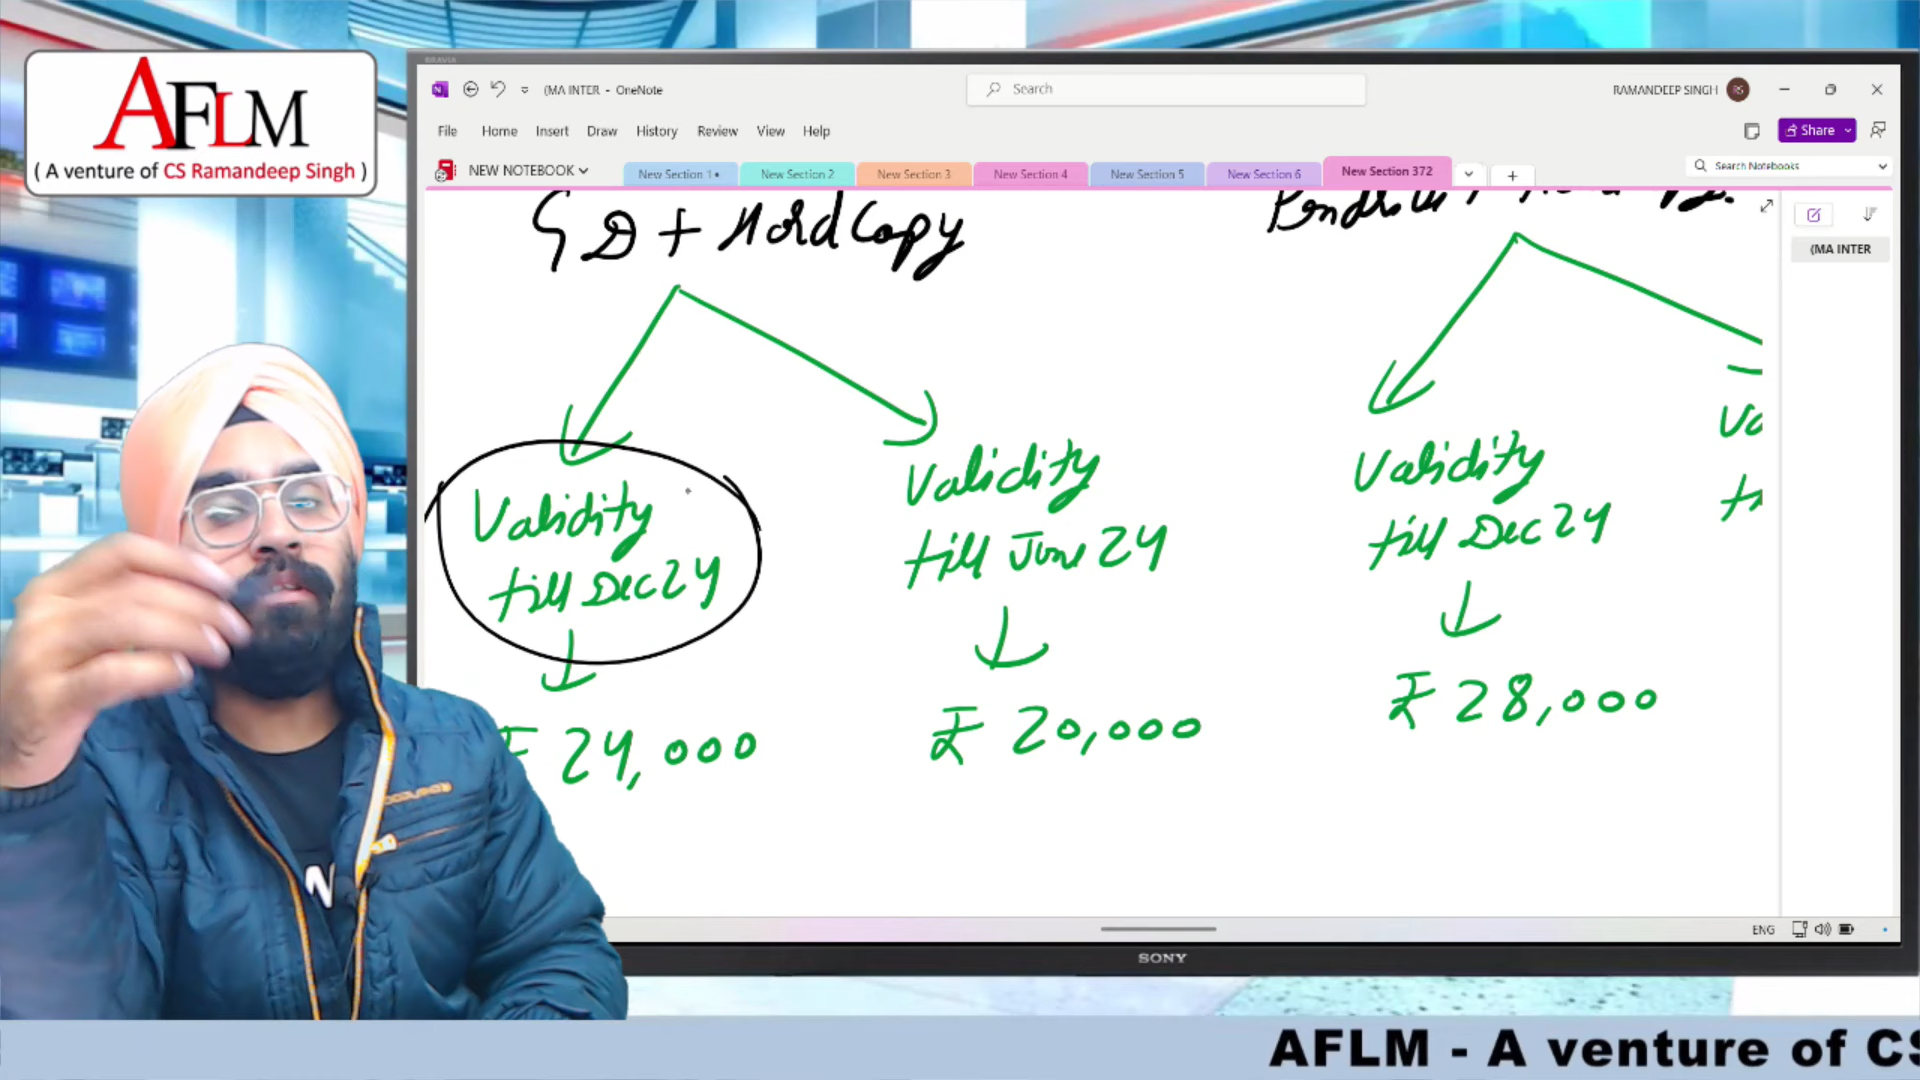 AFLM
( A venture of CS Ramandeep Singh )
BRAVIA
(MA INTER - OneNote
Search
RAMANDEEP SINGH
RS
File Home Insert Draw History Review View Help
Share
NEW NOTEBOOK
New Section 1
New Section 2
New Section 3
New Section 4
New Section 5
New Section 6
New Section 372
Search Notebooks
(MA INTER
GD + Hard Copy
Validity
till Dec 24
₹ 24,000
Validity
till June 24
₹ 20,000
Validity
till Dec 24
₹ 28,000
ENG
SONY
AFLM - A venture of CS